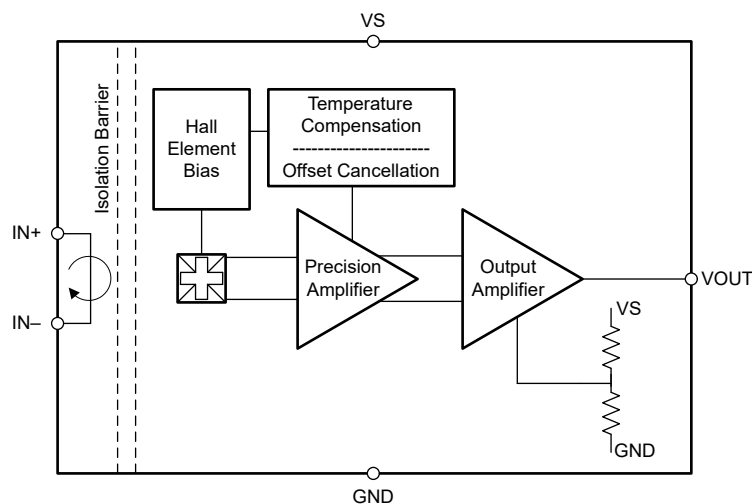 VS
Isolation Barrier
Hall
Element
Bias
Temperature
Compensation
-----------------------
Offset Cancellation
IN+
IN–
Precision
Amplifier
Output
Amplifier
VOUT
VS
GND
GND